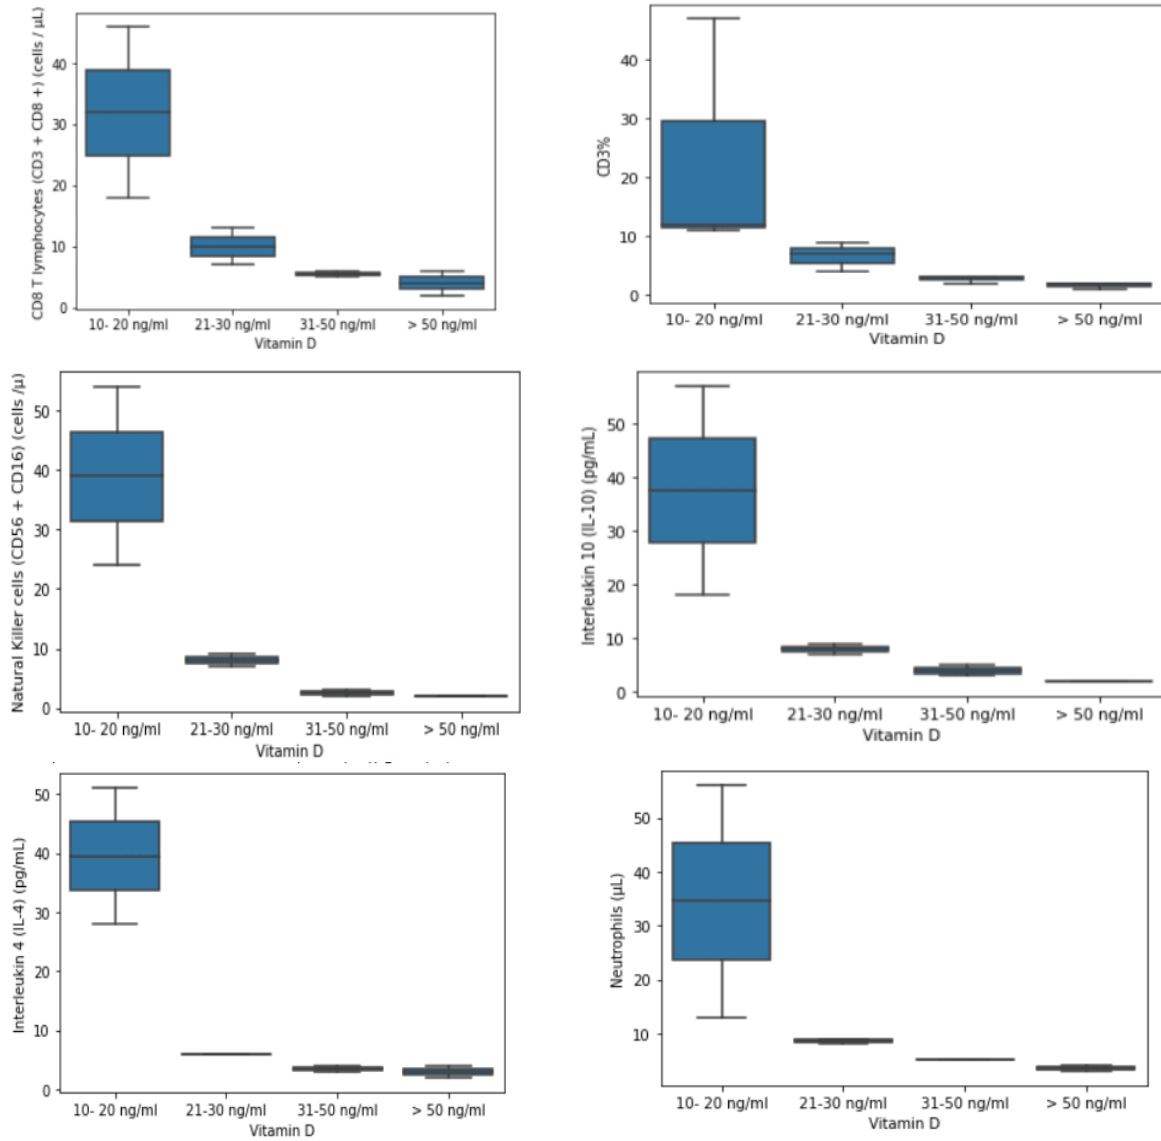 CD8 T lymphocytes (CD3 + CD8 +) (cells / μL)
40
30
20
10
0
10- 20 ng/ml 21-30 ng/ml 31-50 ng/ml > 50 ng/ml
Vitamin D
CD3%
40
30
20
10
0
10- 20 ng/ml 21-30 ng/ml 31-50 ng/ml > 50 ng/ml
Vitamin D
Natural Killer cells (CD56 + CD16) (cells /μ)
50
40
30
20
10
0
10- 20 ng/ml 21-30 ng/ml 31-50 ng/ml > 50 ng/ml
Vitamin D
Interleukin 10 (IL-10) (pg/mL)
50
40
30
20
10
0
10- 20 ng/ml 21-30 ng/ml 31-50 ng/ml > 50 ng/ml
Vitamin D
Interleukin 4 (IL-4) (pg/mL)
50
40
30
20
10
0
10- 20 ng/ml 21-30 ng/ml 31-50 ng/ml > 50 ng/ml
Vitamin D
Neutrophils (μL)
50
40
30
20
10
10- 20 ng/ml 21-30 ng/ml 31-50 ng/ml > 50 ng/ml
Vitamin D